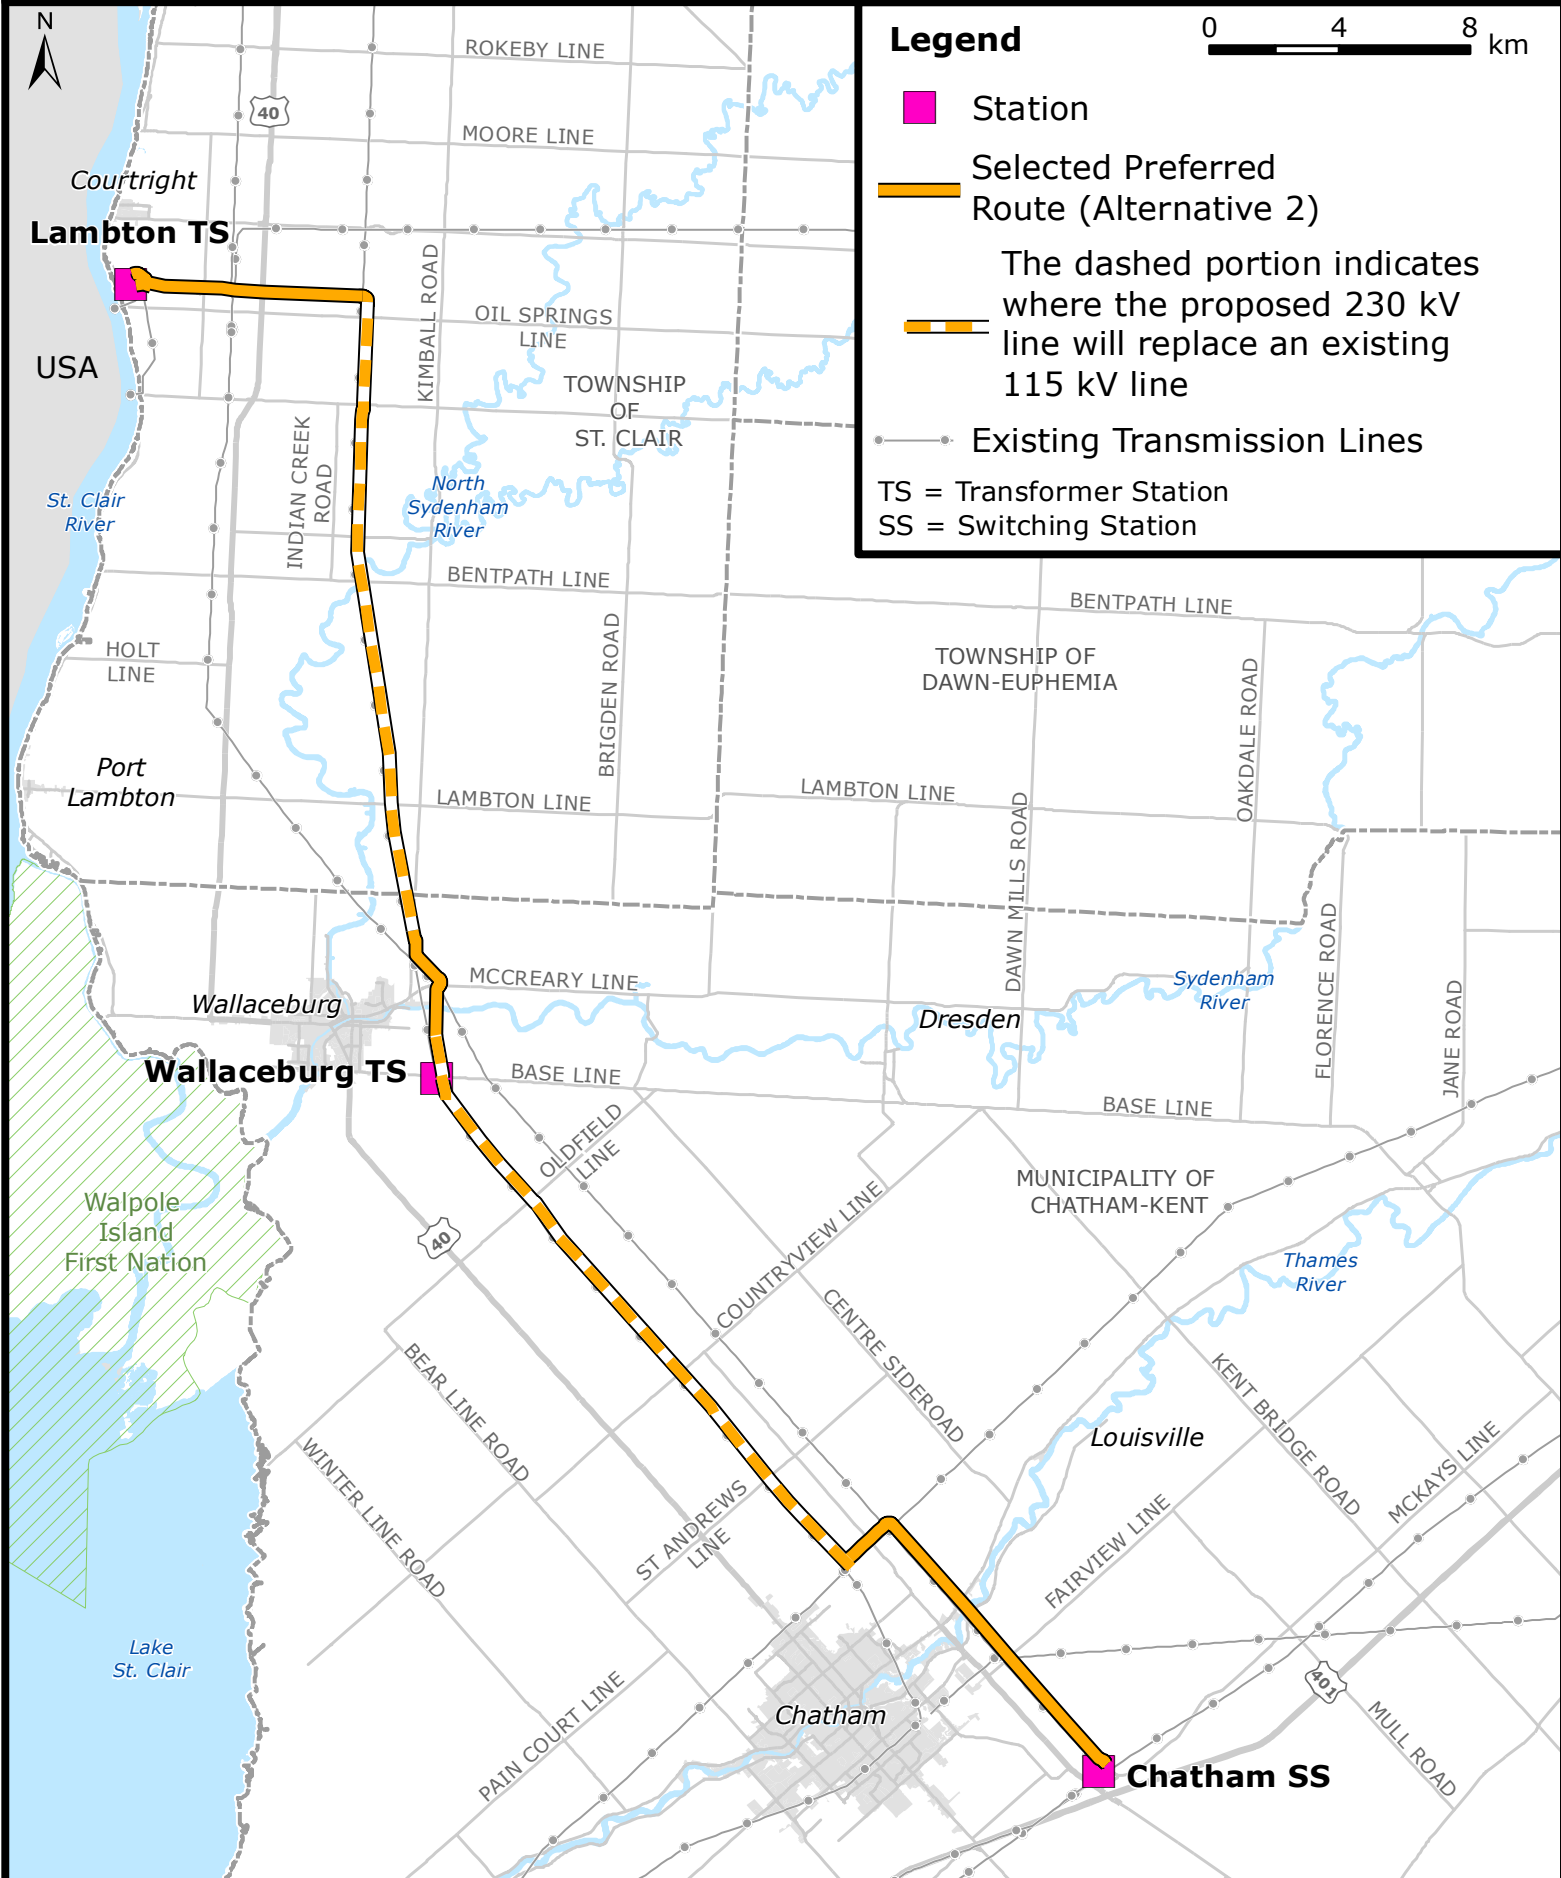 N
Legend
0 4 8 km
Station
Selected Preferred
Route (Alternative 2)
The dashed portion indicates
where the proposed 230 kV
line will replace an existing
115 kV line
Existing Transmission Lines
TS = Transformer Station
SS = Switching Station
ROKEBY LINE
40
MOORE LINE
Courtright
Lambton TS
KIMBALL ROAD
OIL SPRINGS
LINE
USA
TOWNSHIP
OF
ST. CLAIR
INDIAN CREEK
ROAD
North
Sydenham
River
St. Clair
River
BENTPATH LINE
BENTPATH LINE
HOLT
LINE
BRIGDEN ROAD
TOWNSHIP OF
DAWN-EUPHEMIA
OAKDALE ROAD
Port
Lambton
LAMBTON LINE
LAMBTON LINE
DAWN MILLS ROAD
FLORENCE ROAD
JANE ROAD
MCCREARY LINE
Sydenham
River
Wallaceburg
Dresden
Wallaceburg TS
BASE LINE
BASE LINE
OLDFIELD
LINE
MUNICIPALITY OF
CHATHAM-KENT
Walpole
Island
First Nation
40
COUNTRYVIEW LINE
Thames
River
CENTRE SIDEROAD
BEAR LINE ROAD
KENT BRIDGE ROAD
Louisville
MCKAYS LINE
WINTER LINE ROAD
ST ANDREWS
LINE
FAIRVIEW LINE
Lake
St. Clair
401
PAIN COURT LINE
Chatham
MULL ROAD
Chatham SS